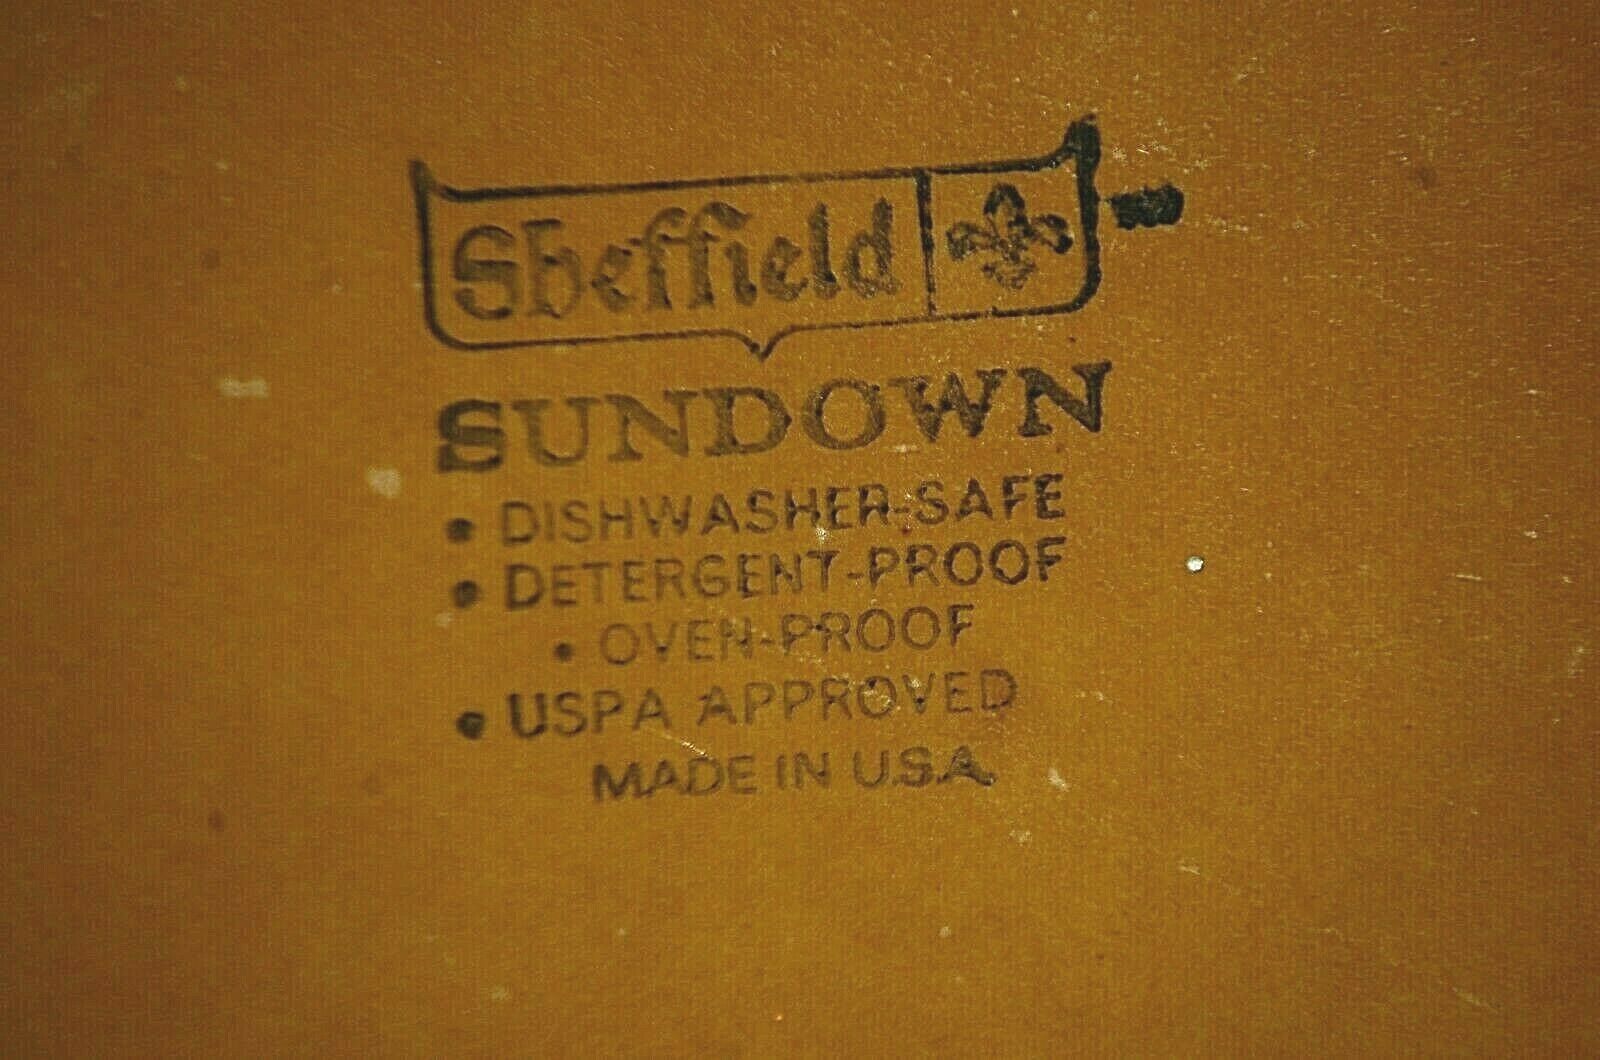 Sheffield
SUNDOWN
• DISHWASHER-SAFE
• DETERGENT-PROOF
• OVEN-PROOF
• USPA APPROVED
MADE IN U.S.A.